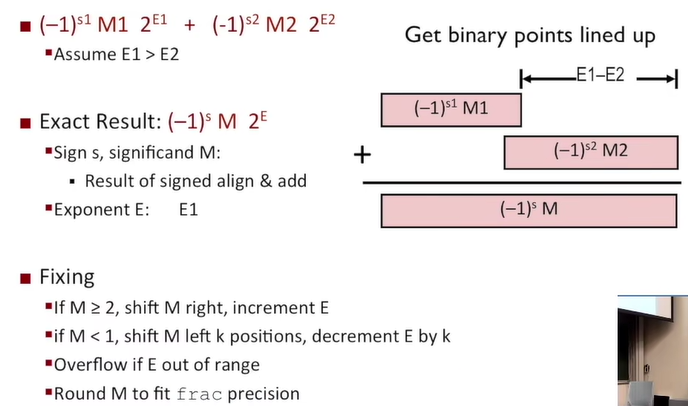 (−1)^s1 M1 2^E1 + (-1)^s2 M2 2^E2
Assume E1 > E2
Exact Result: (−1)^s M 2^E
Sign s, significand M:
Result of signed align & add
Exponent E: E1
Get binary points lined up
E1–E2
(−1)^s1 M1
+
(−1)^s2 M2
(−1)^s M
Fixing
If M ≥ 2, shift M right, increment E
if M < 1, shift M left k positions, decrement E by k
Overflow if E out of range
Round M to fit frac precision